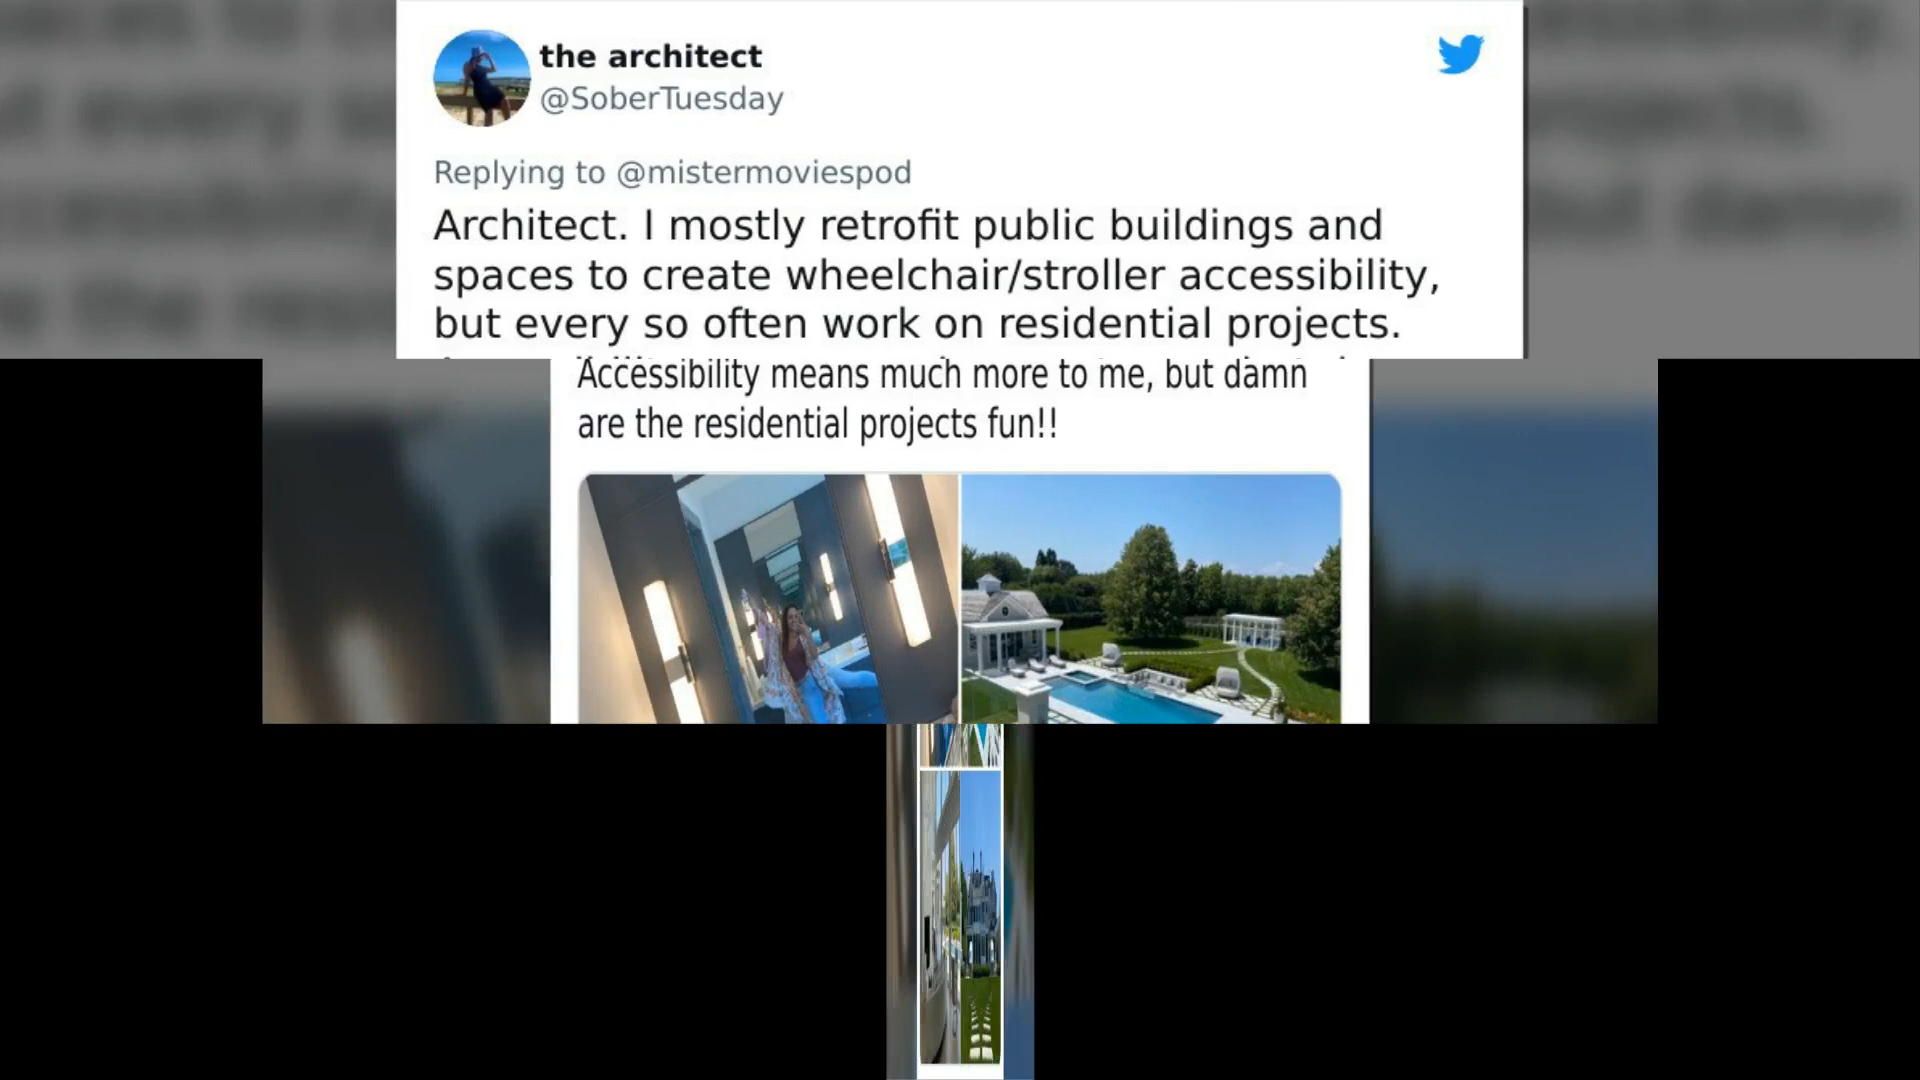 the architect
@SoberTuesday
Replying to @mistermoviespod
Architect. I mostly retrofit public buildings and
spaces to create wheelchair/stroller accessibility,
but every so often work on residential projects.
Accessibility means much more to me, but damn
are the residential projects fun!!